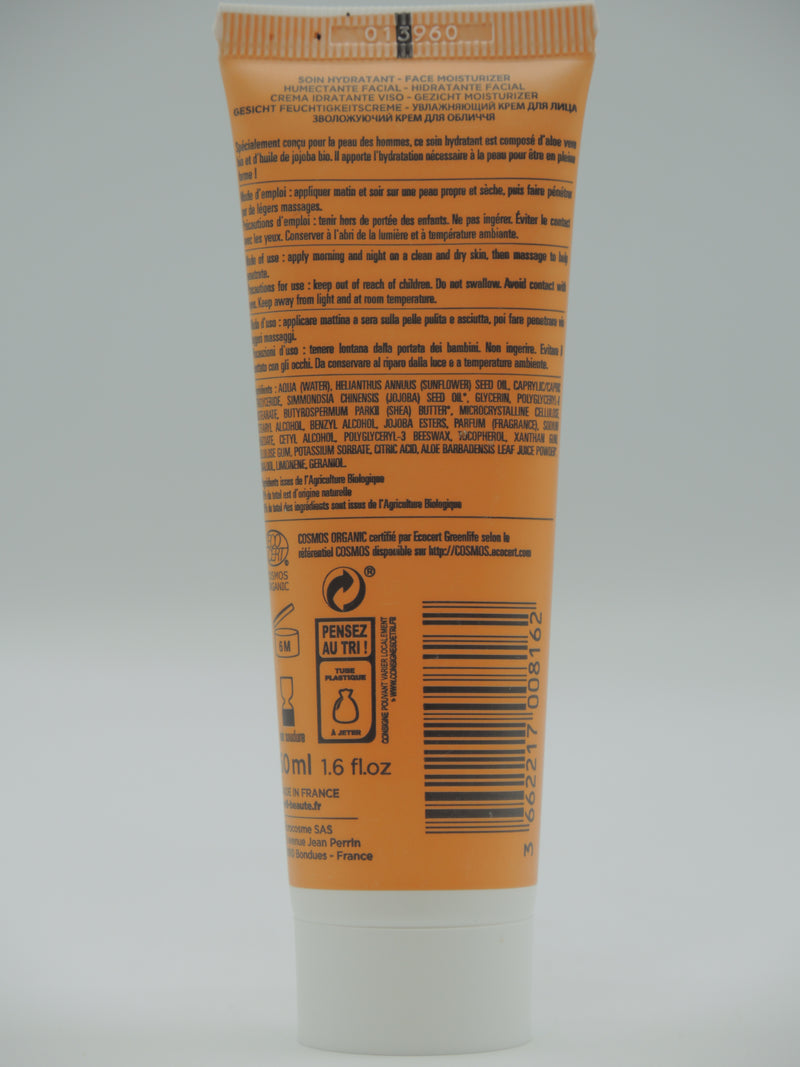 013960
SOIN HYDRATANT - FACE MOISTURIZER
HUMECTANTE FACIAL - HIDRATANTE FACIAL
CREMA IDRATANTE VISO - GEZICHT MOISTURIZER
GESICHT FEUCHTIGKEITSCREME - УВЛАЖНЯЮЩИЙ КРЕМ ДЛЯ ЛИЦА
ЗВОЛОЖУЮЧИЙ КРЕМ ДЛЯ ОБЛИЧЧЯ
Spécialement conçu pour la peau des hommes, ce soin hydratant est composé d'aloe vera
et d'huile de jojoba bio. Il apporte l'hydratation nécessaire à la peau pour être en pleine
forme !
Mode d'emploi : appliquer matin et soir sur une peau propre et sèche, puis faire pénétrer
par de légers massages.
Précautions d'emploi : tenir hors de portée des enfants. Ne pas ingérer. Éviter le contact
avec les yeux. Conserver à l'abri de la lumière et à température ambiante.
Mode of use : apply morning and night on a clean and dry skin, then massage to help
penetrate.
Precautions for use : keep out of reach of children. Do not swallow. Avoid contact with
eyes. Keep away from light and at room temperature.
Modo d'uso : applicare mattina a sera sulla pelle pulita e asciutta, poi fare penetrare
massaggi.
d'uso : tenere lontana dalla portata dei bambini. Non ingerire. Evitare
con gli occhi. Da conservare al riparo dalla luce e a temperatura ambiente.
: AQUA (WATER), HELIANTHUS ANNUUS (SUNFLOWER) SEED OIL, CAPRYLIC/CAPRIC
SIMMONDSIA CHINENSIS (JOJOBA) SEED OIL*, GLYCERIN, POLYGLYCERYL-6
BUTYROSPERMUM PARKII (SHEA) BUTTER*, MICROCRYSTALLINE CELLULOSE,
ALCOHOL, BENZYL ALCOHOL, JOJOBA ESTERS, PARFUM (FRAGRANCE), SODIUM
CETYL ALCOHOL, POLYGLYCERYL-3 BEESWAX, TOCOPHEROL, XANTHAN GUM,
GUM, POTASSIUM SORBATE, CITRIC ACID, ALOE BARBADENSIS LEAF JUICE POWDER*,
LIMONENE, GERANIOL.
issus de l'Agriculture Biologique
du total est d'origine naturelle
du total des ingrédients sont issus de l'Agriculture Biologique
COSMOS ORGANIC certifié par Ecocert Greenlife selon le
référentiel COSMOS disponible sur http://COSMOS.ecocert.com
COSMOS
ORGANIC
®
6M
PENSEZ
AU TRI !
TUBE
PLASTIQUE
À JETER
CONSIGNE POUVANT VARIER LOCALEMENT
> WWW.CONSIGNESDETRI.FR
ml 1.6 fl.oz
MADE IN FRANCE
-beaute.fr
SAS
avenue Jean Perrin
Bondues - France
3 662217 008162